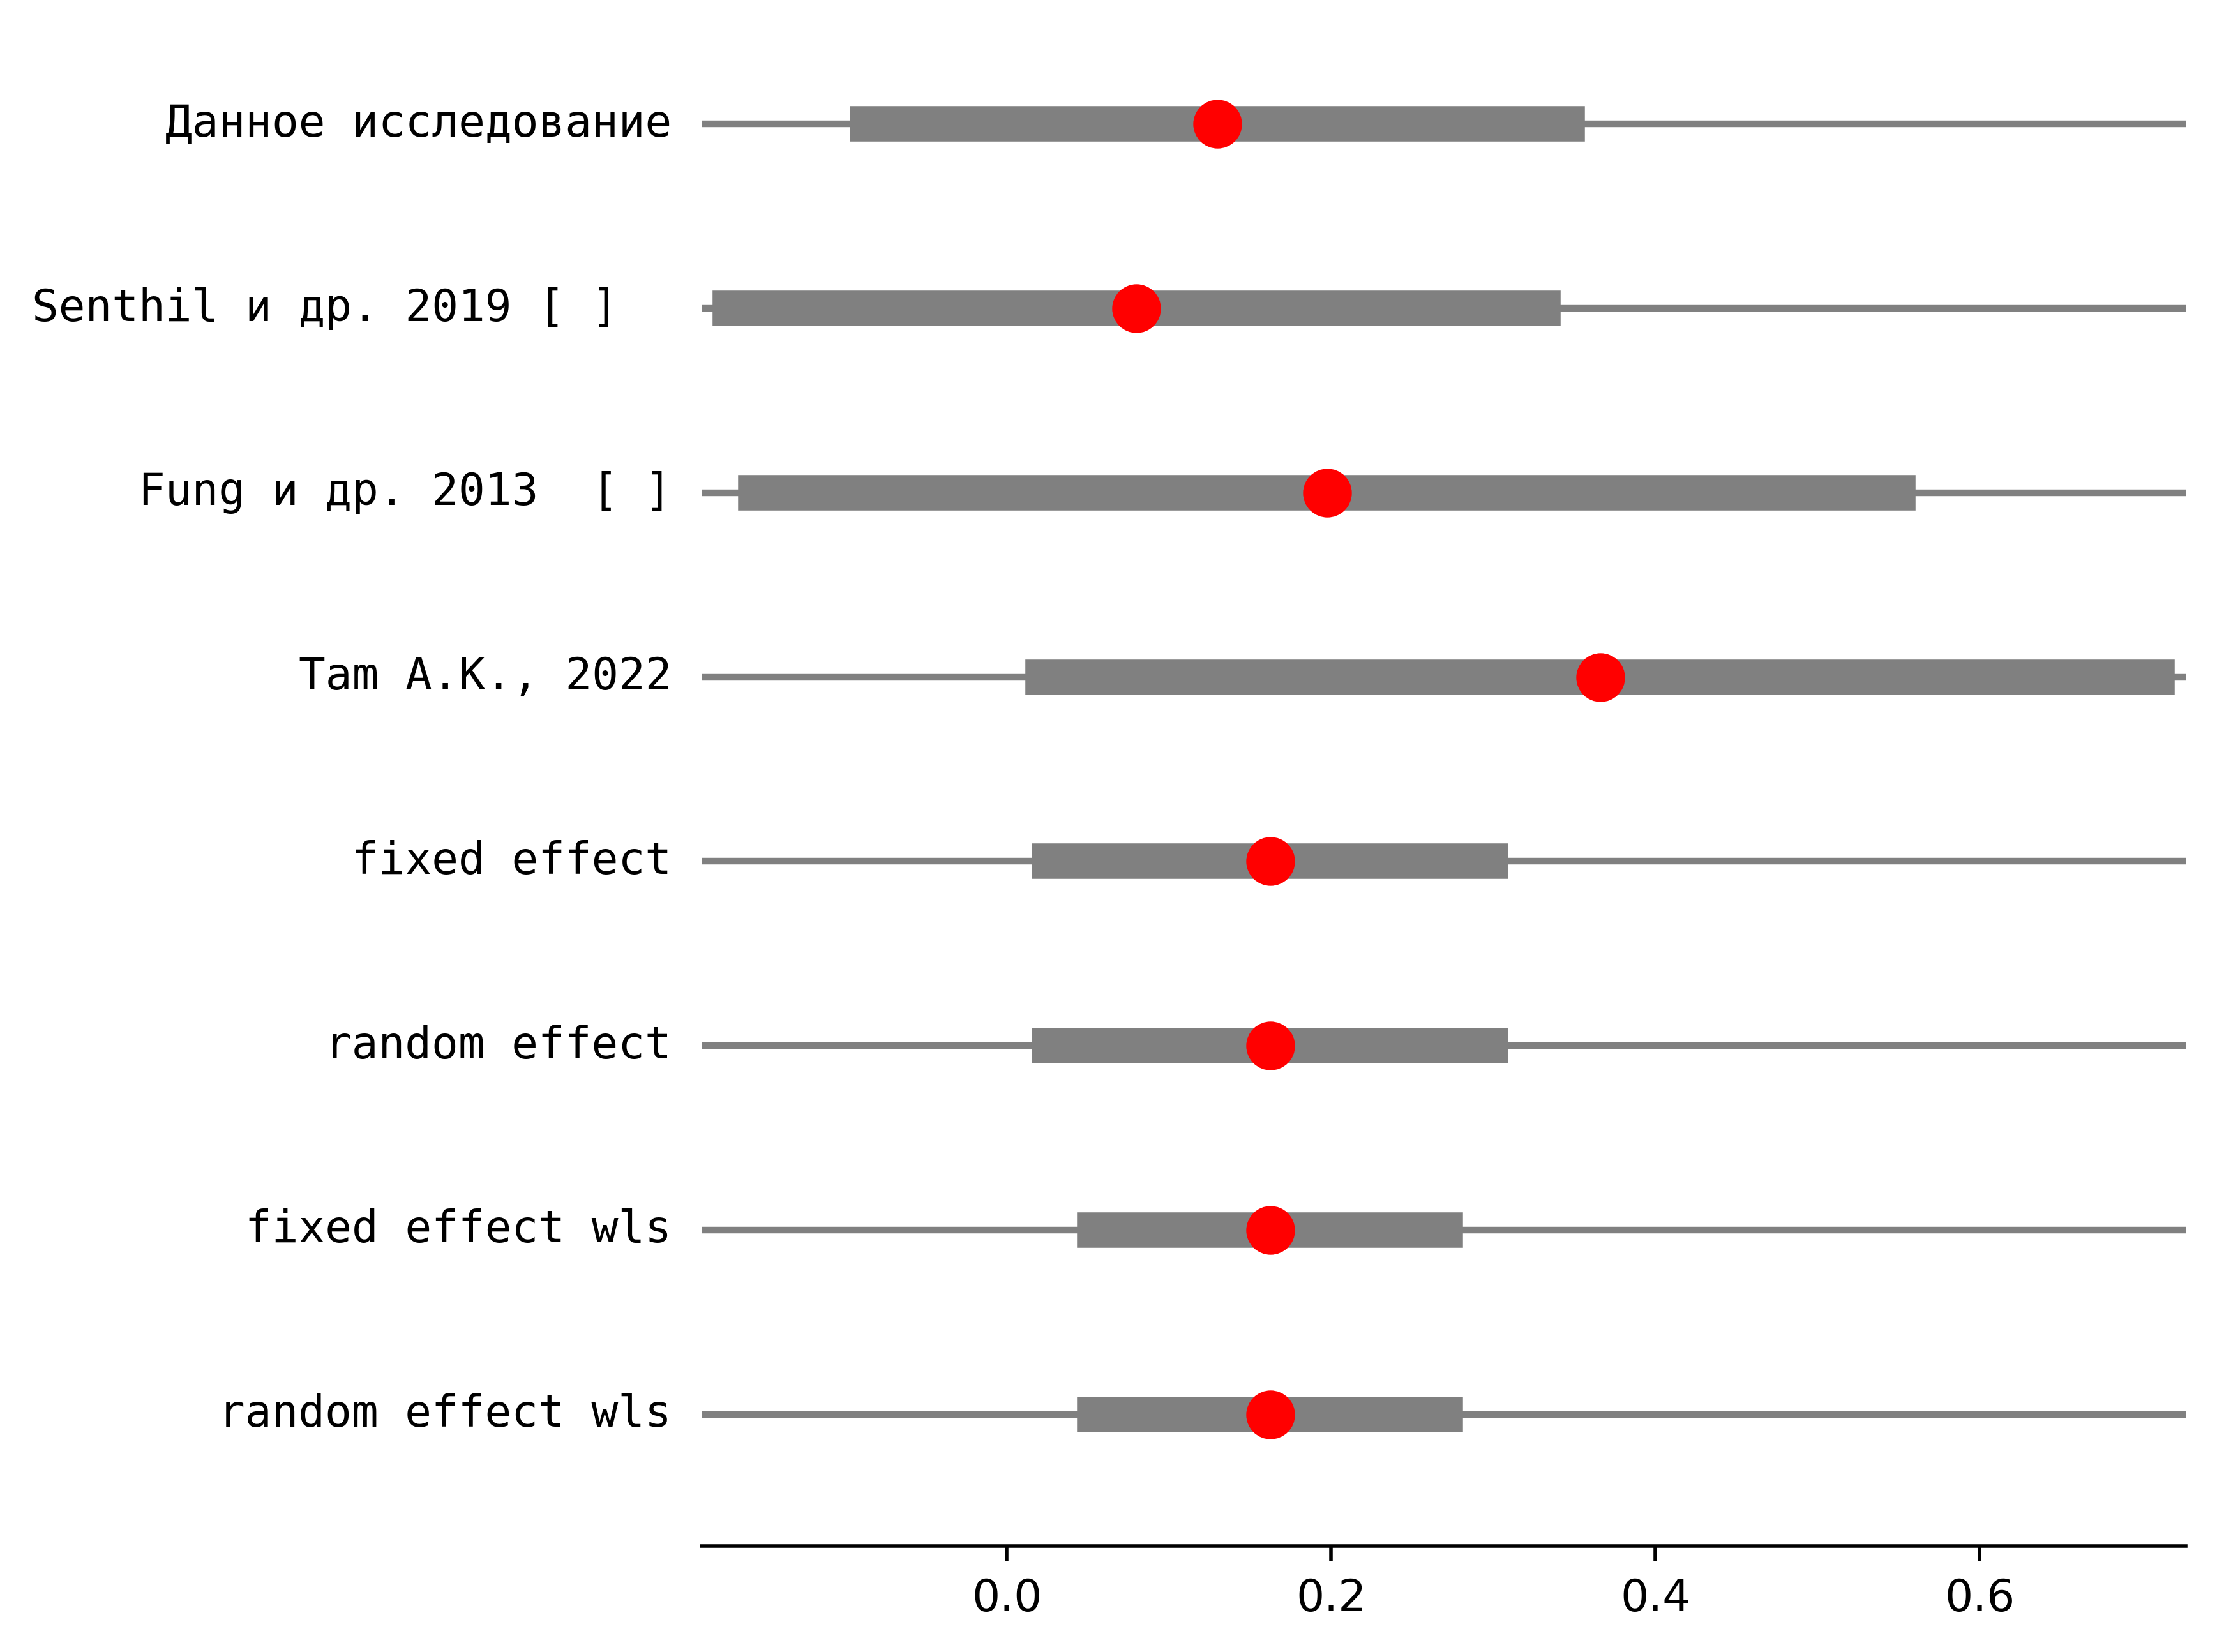 Данное исследование
Senthil и др. 2019 [ ]
Fung и др. 2013  [ ]
Tam A.K., 2022
fixed effect
random effect
fixed effect wls
random effect wls
0.0 0.2 0.4 0.6